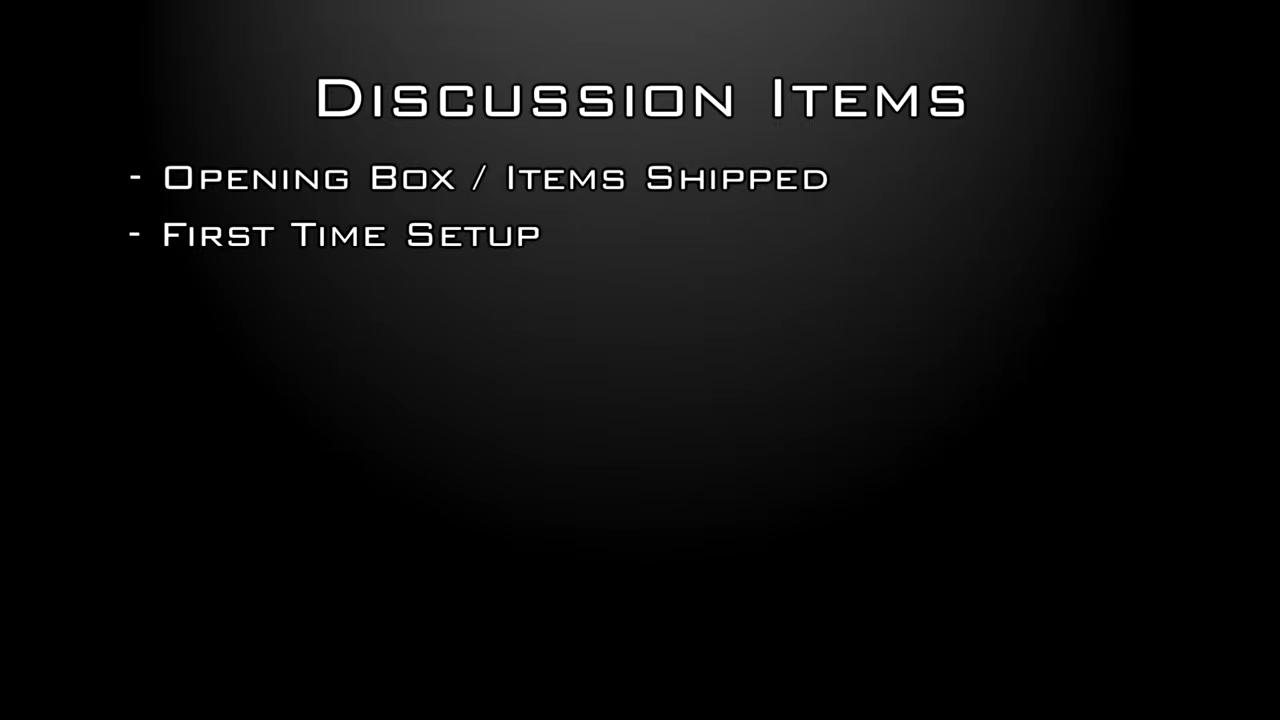 Discussion Items
- Opening Box / Items Shipped
- First Time Setup